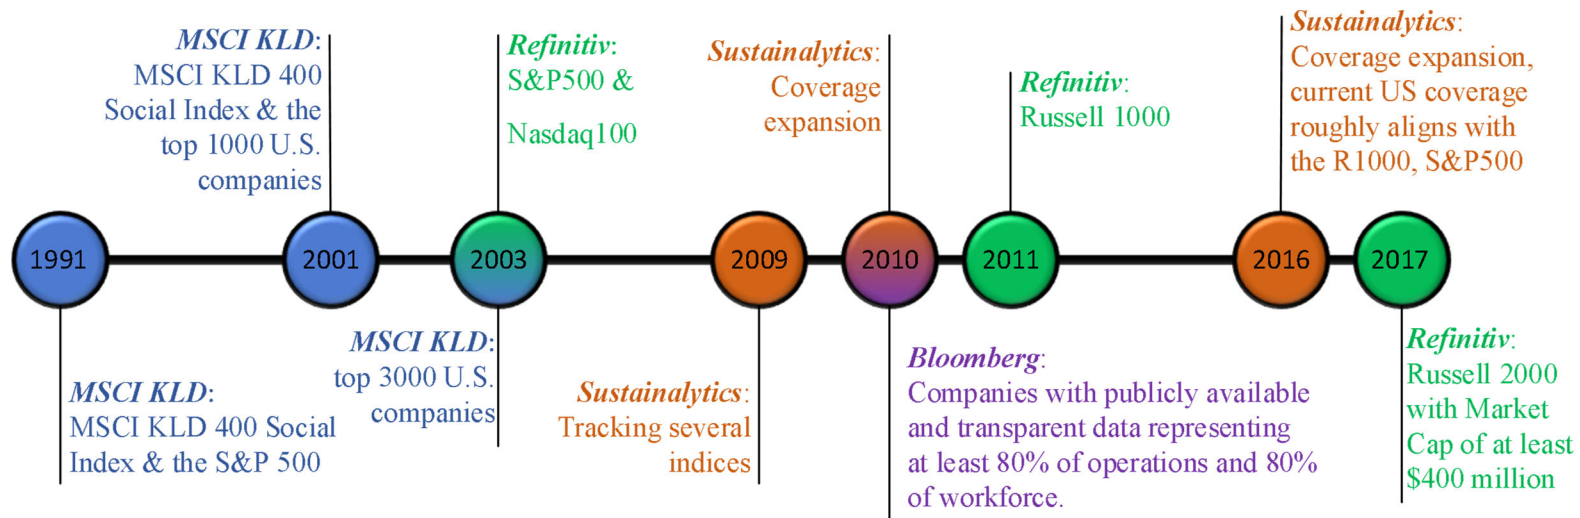 MSCI KLD:
MSCI KLD 400
Social Index & the
top 1000 U.S.
companies
Refinitiv:
S&P500 &
Nasdaq100
Sustainalytics:
Coverage
expansion
Refinitiv:
Russell 1000
Sustainalytics:
Coverage expansion,
current US coverage
roughly aligns with
the R1000, S&P500
1991
2001
2003
2009
2010
2011
2016
2017
MSCI KLD:
MSCI KLD 400 Social
Index & the S&P 500
MSCI KLD:
top 3000 U.S.
companies
Sustainalytics:
Tracking several
indices
Bloomberg:
Companies with publicly available
and transparent data representing
at least 80% of operations and 80%
of workforce.
Refinitiv:
Russell 2000
with Market
Cap of at least
$400 million